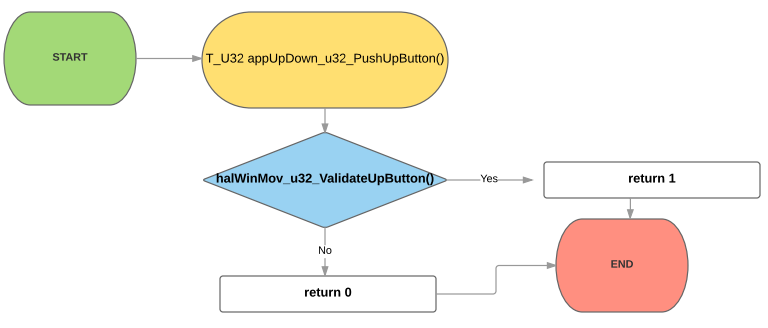 START
T_U32 appUpDown_u32_PushUpButton()
halWinMov_u32_ValidateUpButton()
Yes
return 1
No
END
return 0